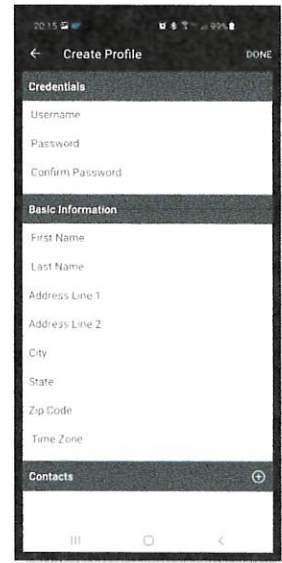 20:15
99%
Create Profile
DONE
Credentials
Username
Password
Confirm Password
Basic Information
First Name
Last Name
Address Line 1
Address Line 2
City
State
Zip Code
Time Zone
Contacts